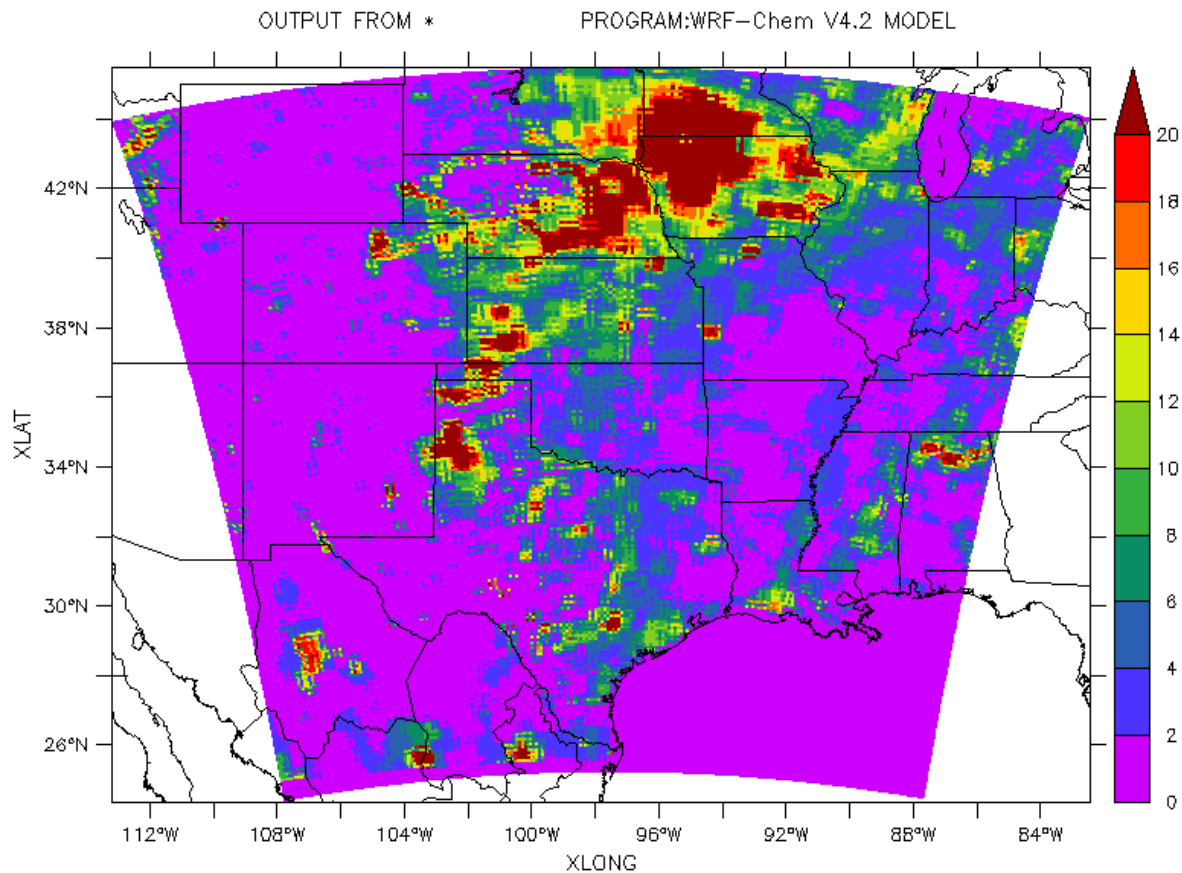 OUTPUT FROM * PROGRAM:WRF-Chem V4.2 MODEL
20
18
16
14
12
10
8
6
4
2
0
XLAT
42°N
38°N
34°N
30°N
26°N
112°W 108°W 104°W 100°W 96°W 92°W 88°W 84°W
XLONG